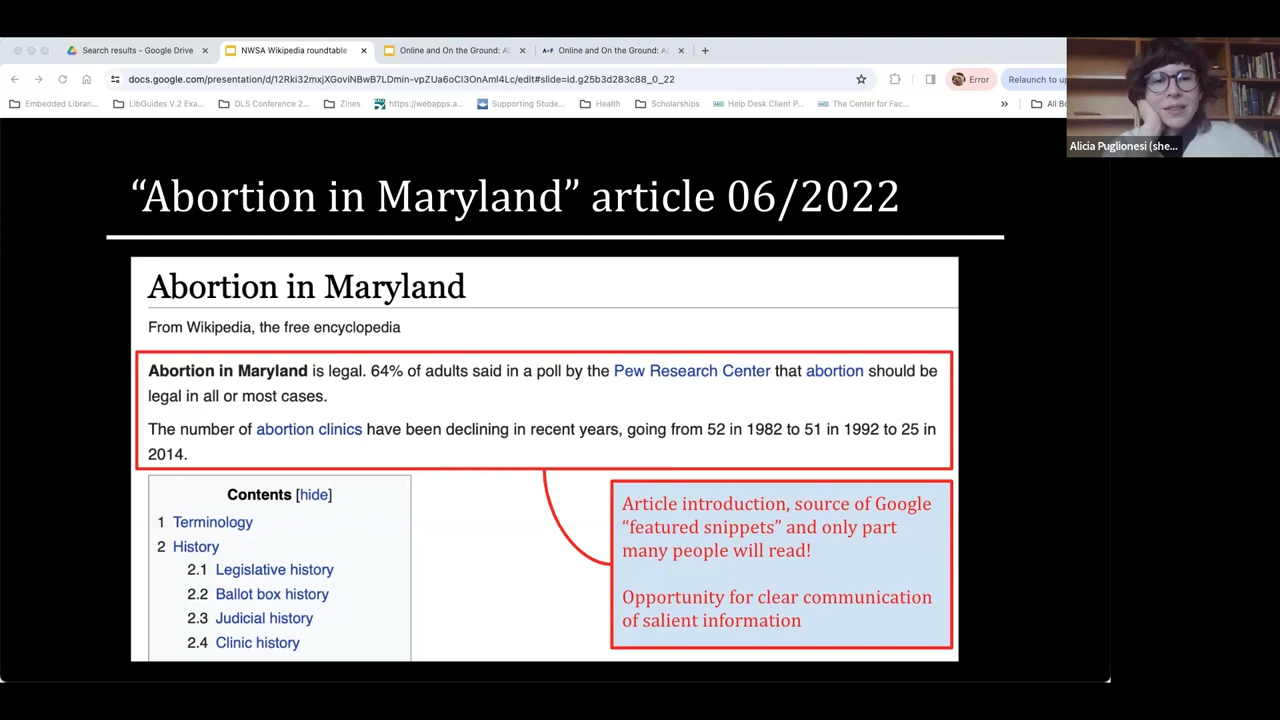 Search results - Google Drive
NWSA Wikipedia roundtable
Online and On the Ground: A
Online and On the Ground: A
docs.google.com/presentation/d/12Rki32mxjXGoviNBwB7LDmin-vpZUa6oCI3OnAmI4Lc/edit#slide=id.g25b3d283c88_0_22
Error
Relaunch to u
Embedded Librari...
LibGuides V.2 Exa...
DLS Conference 2...
Zines
https://webapps.a...
Supporting Stude...
Health
Scholarships
Help Desk Client P...
The Center for Fac...
»
All Bo
Alicia Puglionesi (she...
“Abortion in Maryland” article 06/2022
Abortion in Maryland
From Wikipedia, the free encyclopedia
Abortion in Maryland is legal. 64% of adults said in a poll by the Pew Research Center that abortion should be
legal in all or most cases.
The number of abortion clinics have been declining in recent years, going from 52 in 1982 to 51 in 1992 to 25 in
2014.
Contents [hide]
1 Terminology
2 History
2.1 Legislative history
2.2 Ballot box history
2.3 Judicial history
2.4 Clinic history
Article introduction, source of Google
“featured snippets” and only part
many people will read!
Opportunity for clear communication
of salient information